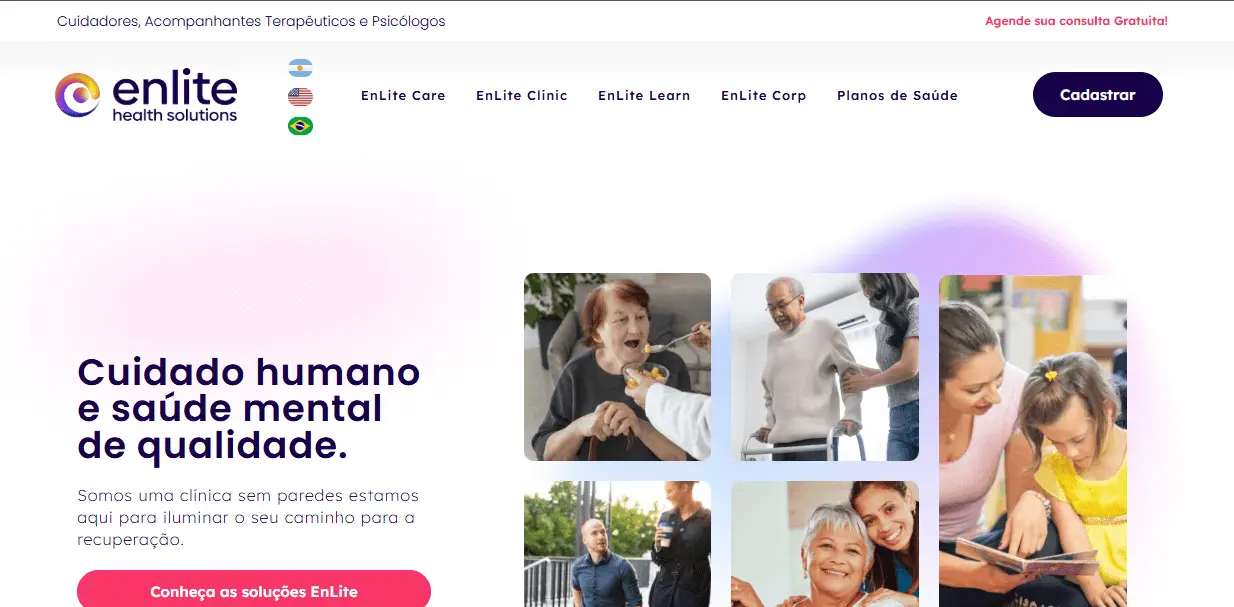 Cuidadores, Acompanhantes Terapêuticos e Psicólogos
Agende sua consulta Gratuita!
enlite
health solutions
EnLite Care
EnLite Clinic
EnLite Learn
EnLite Corp
Planos de Saúde
Cadastrar
Cuidado humano
e saúde mental
de qualidade.
Somos uma clínica sem paredes estamos
aqui para iluminar o seu caminho para a
recuperação.
Conheça as soluções EnLite